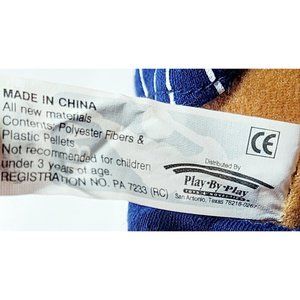 MADE IN CHINA
All new materials
Contents: Polyester Fibers &
Plastic Pellets
Not recommended for children
under 3 years of age.
REGISTRATION NO. PA 7233 (RC)
CE
Distributed By
Play·By·Play
San Antonio, Texas 78218